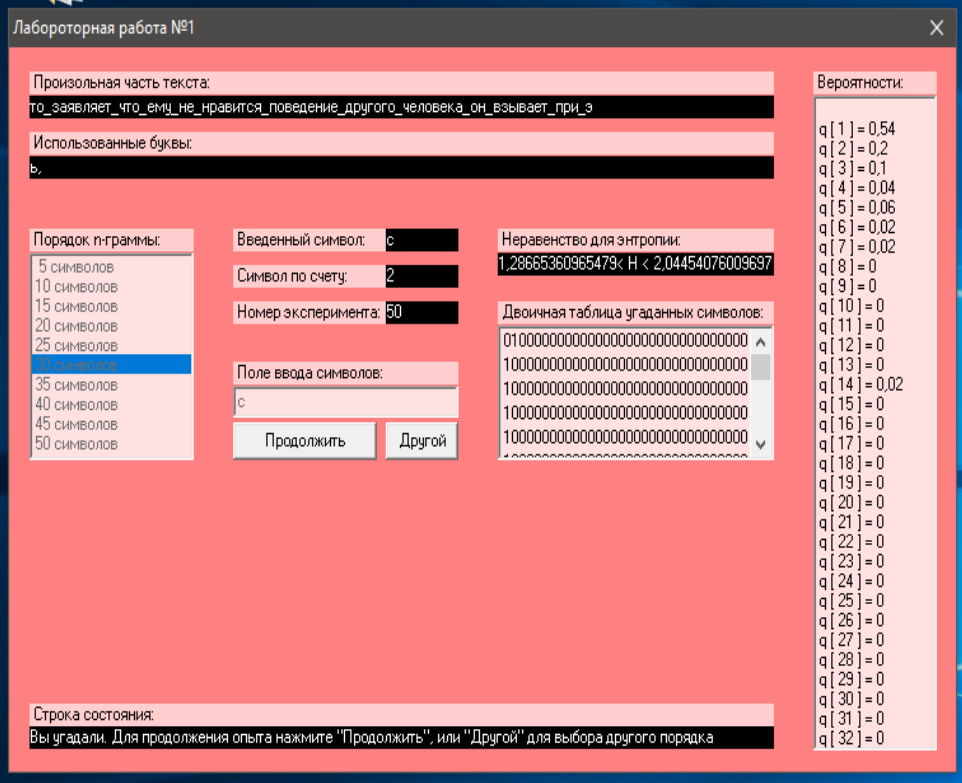 Лабороторная работа №1
Произольная часть текста:
то_заявляет_что_ему_не_нравится_поведение_другого_человека_он_взывает_при_э
Использованные буквы:
ь,
Порядок n-граммы:
5 символов
10 символов
15 символов
20 символов
25 символов
30 символов
35 символов
40 символов
45 символов
50 символов
Введенный символ: с
Символ по счету: 2
Номер эксперимента: 50
Поле ввода символов:
с
Продолжить Другой
Неравенство для энтропии:
1,28665360965479< H < 2,04454076009697
Двоичная таблица угаданных символов:
01000000000000000000000000000000
10000000000000000000000000000000
10000000000000000000000000000000
10000000000000000000000000000000
10000000000000000000000000000000
Вероятности:
q[ 1 ] = 0,54
q[ 2 ] = 0,2
q[ 3 ] = 0,1
q[ 4 ] = 0,04
q[ 5 ] = 0,06
q[ 6 ] = 0,02
q[ 7 ] = 0,02
q[ 8 ] = 0
q[ 9 ] = 0
q[ 10 ] = 0
q[ 11 ] = 0
q[ 12 ] = 0
q[ 13 ] = 0
q[ 14 ] = 0,02
q[ 15 ] = 0
q[ 16 ] = 0
q[ 17 ] = 0
q[ 18 ] = 0
q[ 19 ] = 0
q[ 20 ] = 0
q[ 21 ] = 0
q[ 22 ] = 0
q[ 23 ] = 0
q[ 24 ] = 0
q[ 25 ] = 0
q[ 26 ] = 0
q[ 27 ] = 0
q[ 28 ] = 0
q[ 29 ] = 0
q[ 30 ] = 0
q[ 31 ] = 0
q[ 32 ] = 0
Строка состояния:
Вы угадали. Для продолжения опыта нажмите "Продолжить", или "Другой" для выбора другого порядка